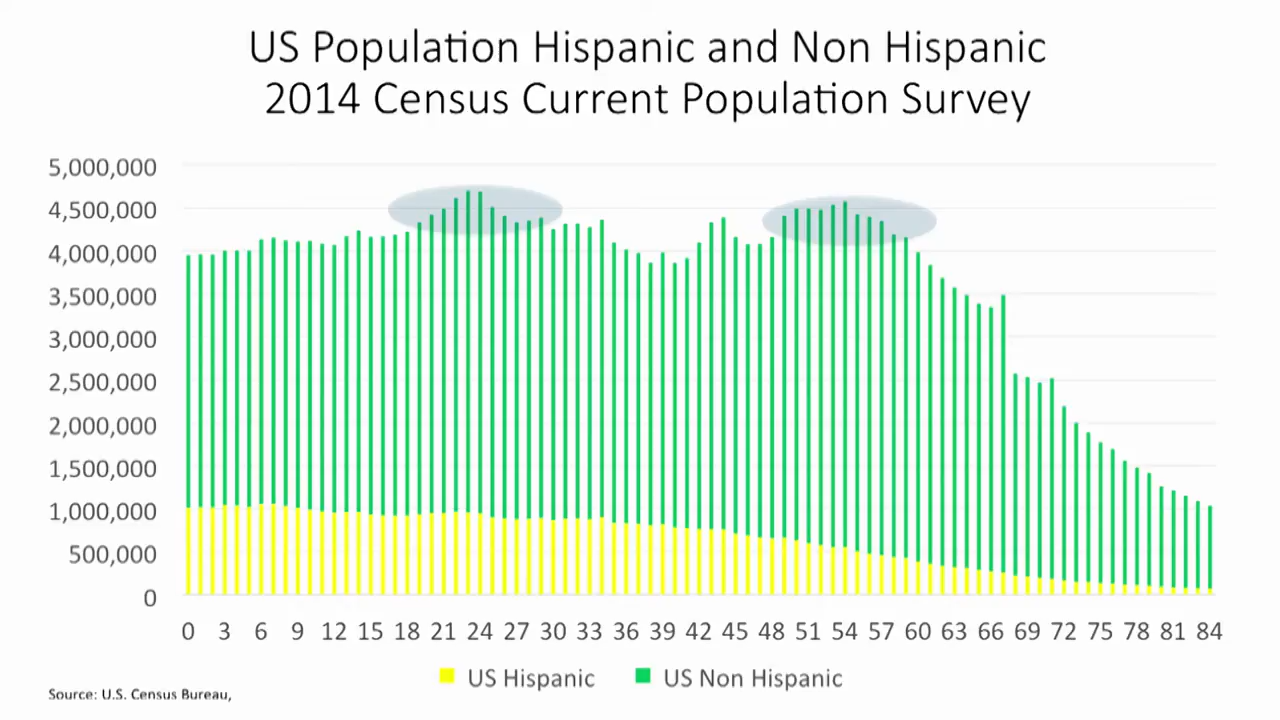 US Population Hispanic and Non Hispanic
2014 Census Current Population Survey
5,000,000
4,500,000
4,000,000
3,500,000
3,000,000
2,500,000
2,000,000
1,500,000
1,000,000
500,000
0
0 3 6 9 12 15 18 21 24 27 30 33 36 39 42 45 48 51 54 57 60 63 66 69 72 75 78 81 84
US Hispanic US Non Hispanic
Source: U.S. Census Bureau,